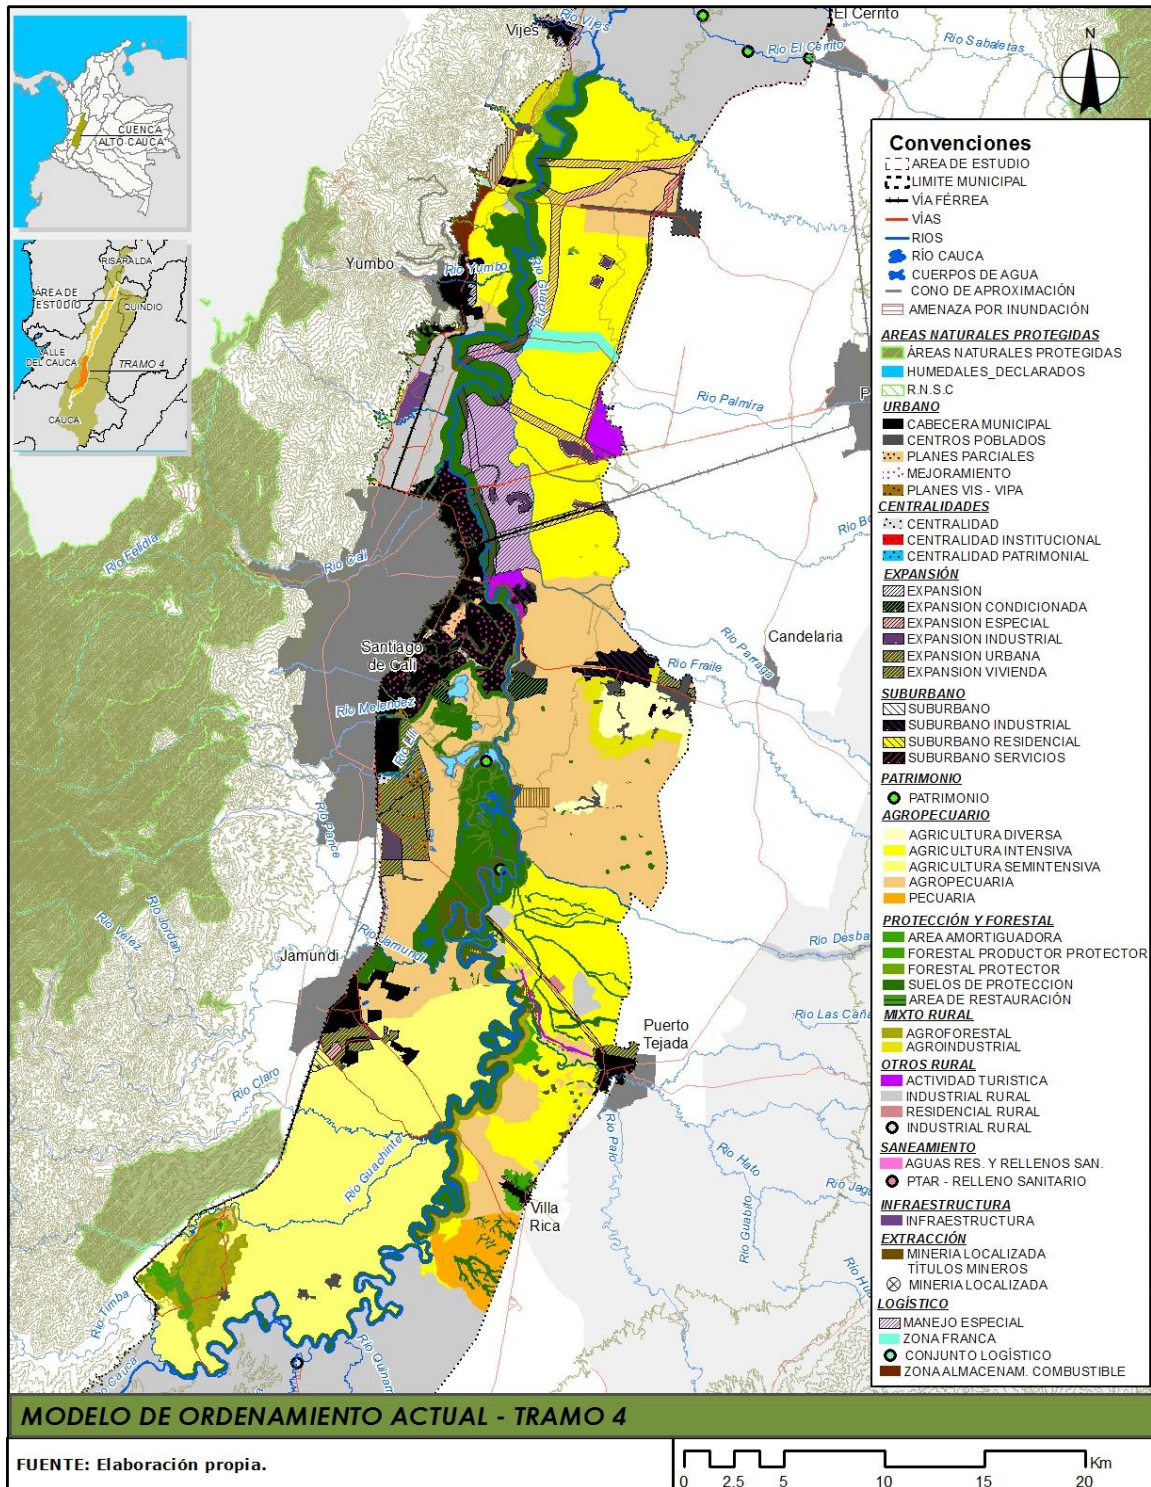 Vijes
Río Vijes
El Cerrito
Río El Cerrito
Río Sabaletas
N
CUENCA
ALTO CAUCA
RISARALDA
ÁREA DE
ESTUDIO
QUINDIO
VALLE
DEL CAUCA
TRAMO 4
CAUCA
Yumbo
Río Yumbo
Río Guachal
Río Palmira
P
Río Bo
Río Felidia
Río Cali
Santiago
de Cali
Candelaria
Río Parraga
Río Fraile
Río Melendez
Río Lili
Río Pance
Río Velez
Río Jordan
Jamundí
Río Jamundi
Río Desba
Río Las Caña
Puerto
Tejada
Río Claro
Río Guachinte
Río Palo
Río Hato
Río Guabito
Río Jagu
Villa
Rica
Río Timba
Río Cauca
Río Quinam
Río Hu
Convenciones
AREA DE ESTUDIO
LIMITE MUNICIPAL
VÍA FÉRREA
VÍAS
RIOS
RÍO CAUCA
CUERPOS DE AGUA
CONO DE APROXIMACIÓN
AMENAZA POR INUNDACIÓN
AREAS NATURALES PROTEGIDAS
ÁREAS NATURALES PROTEGIDAS
HUMEDALES_DECLARADOS
R.N.S.C
URBANO
CABECERA MUNICIPAL
CENTROS POBLADOS
PLANES PARCIALES
MEJORAMIENTO
PLANES VIS - VIPA
CENTRALIDADES
CENTRALIDAD
CENTRALIDAD INSTITUCIONAL
CENTRALIDAD PATRIMONIAL
EXPANSIÓN
EXPANSION
EXPANSION CONDICIONADA
EXPANSION ESPECIAL
EXPANSION INDUSTRIAL
EXPANSION URBANA
EXPANSION VIVIENDA
SUBURBANO
SUBURBANO
SUBURBANO INDUSTRIAL
SUBURBANO RESIDENCIAL
SUBURBANO SERVICIOS
PATRIMONIO
PATRIMONIO
AGROPECUARIO
AGRICULTURA DIVERSA
AGRICULTURA INTENSIVA
AGRICULTURA SEMINTENSIVA
AGROPECUARIA
PECUARIA
PROTECCIÓN Y FORESTAL
AREA AMORTIGUADORA
FORESTAL PRODUCTOR PROTECTOR
FORESTAL PROTECTOR
SUELOS DE PROTECCION
AREA DE RESTAURACIÓN
MIXTO RURAL
AGROFORESTAL
AGROINDUSTRIAL
OTROS RURAL
ACTIVIDAD TURISTICA
INDUSTRIAL RURAL
RESIDENCIAL RURAL
INDUSTRIAL RURAL
SANEAMIENTO
AGUAS RES. Y RELLENOS SAN.
PTAR - RELLENO SANITARIO
INFRAESTRUCTURA
INFRAESTRUCTURA
EXTRACCIÓN
MINERIA LOCALIZADA
TÍTULOS MINEROS
MINERIA LOCALIZADA
LOGÍSTICO
MANEJO ESPECIAL
ZONA FRANCA
CONJUNTO LOGÍSTICO
ZONA ALMACENAM. COMBUSTIBLE
MODELO DE ORDENAMIENTO ACTUAL - TRAMO 4
FUENTE: Elaboración propia.
0 2.5 5 10 15 20 Km